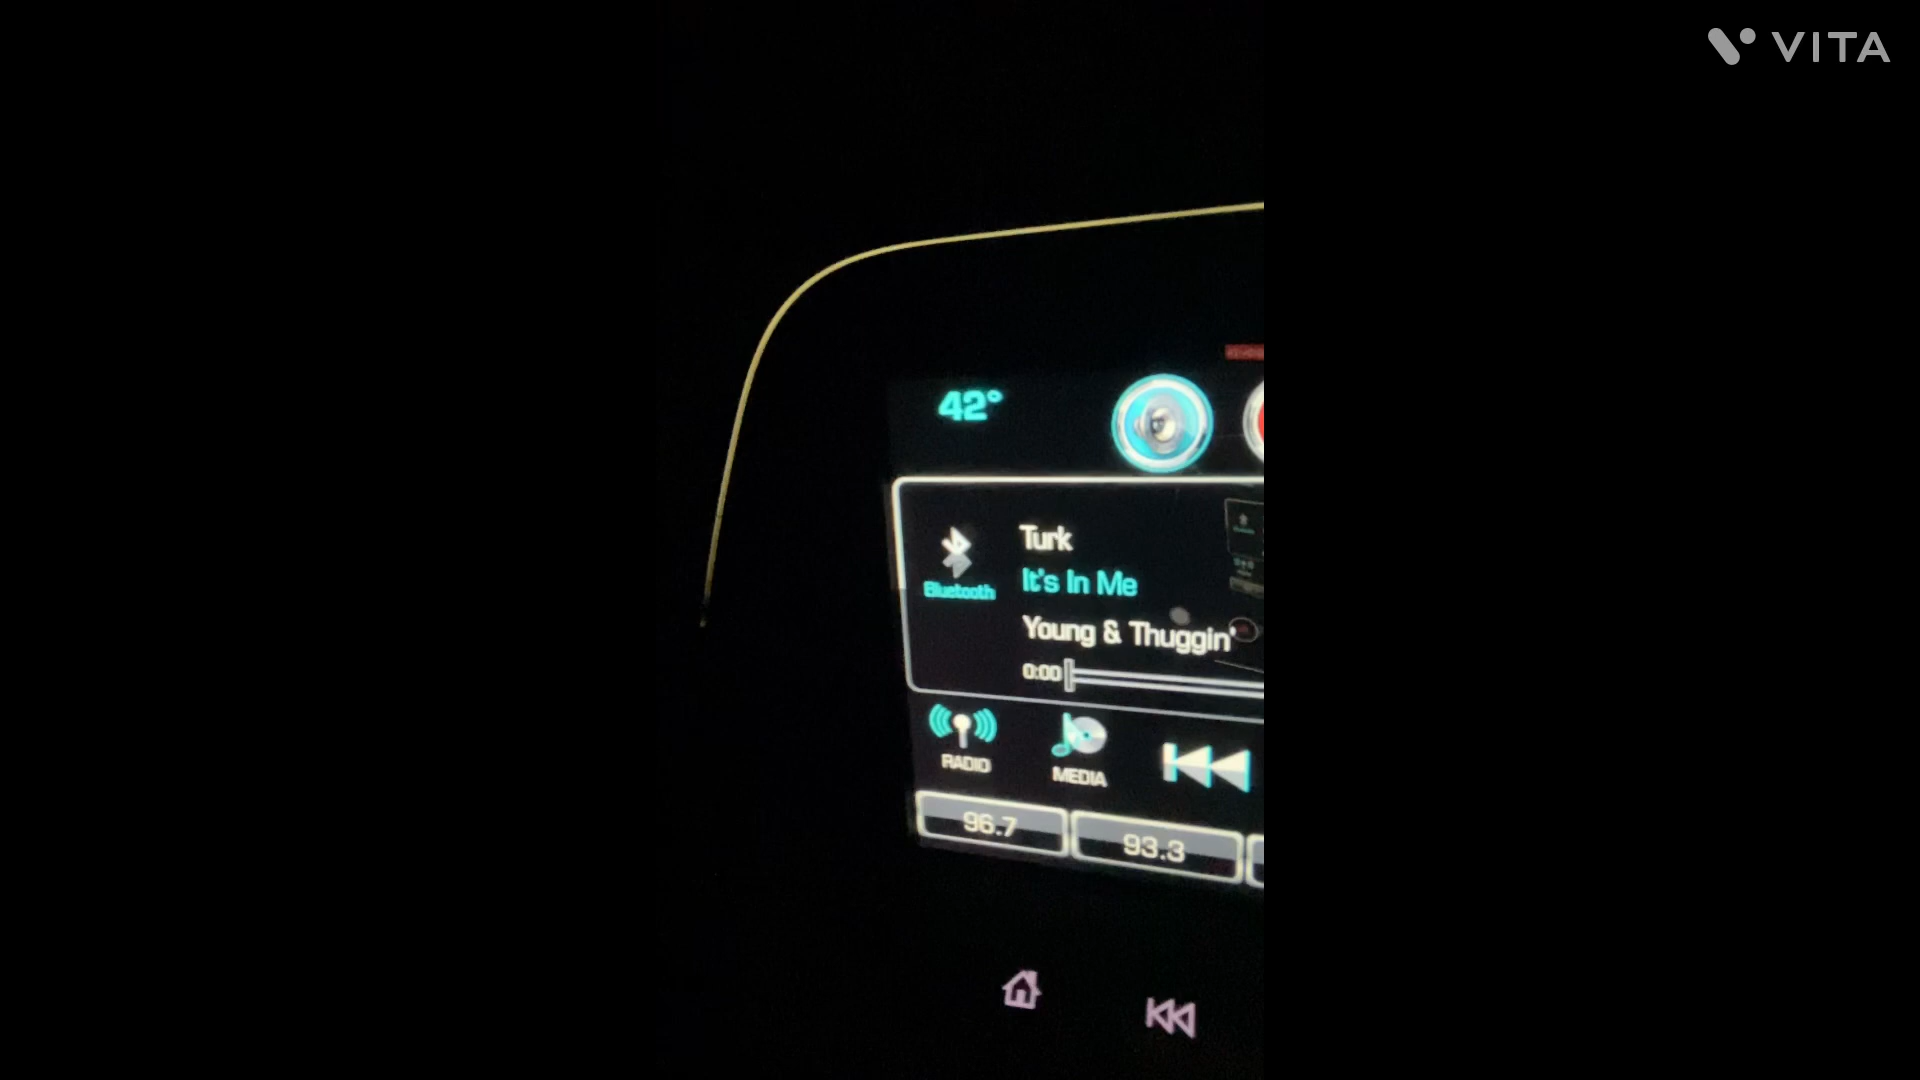 VITA
42°
Turk
It's In Me
Bluetooth
Young & Thuggin'
0:00
RADIO
MEDIA
96.7
93.3